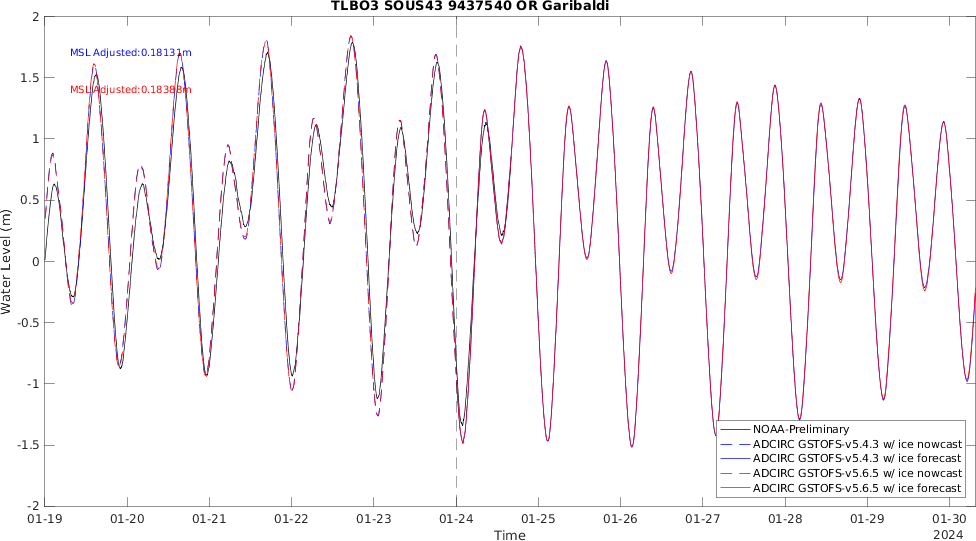 TLBO3 SOUS43 9437540 OR Garibaldi
MSL Adjusted:0.18131m
MSL Adjusted:0.18388m
Water Level (m)
2
1.5
1
0.5
0
-0.5
-1
-1.5
-2
NOAA-Preliminary
ADCIRC GSTOFS-v5.4.3 w/ ice nowcast
ADCIRC GSTOFS-v5.4.3 w/ ice forecast
ADCIRC GSTOFS-v5.6.5 w/ ice nowcast
ADCIRC GSTOFS-v5.6.5 w/ ice forecast
01-19 01-20 01-21 01-22 01-23 01-24 01-25 01-26 01-27 01-28 01-29 01-30
Time
2024